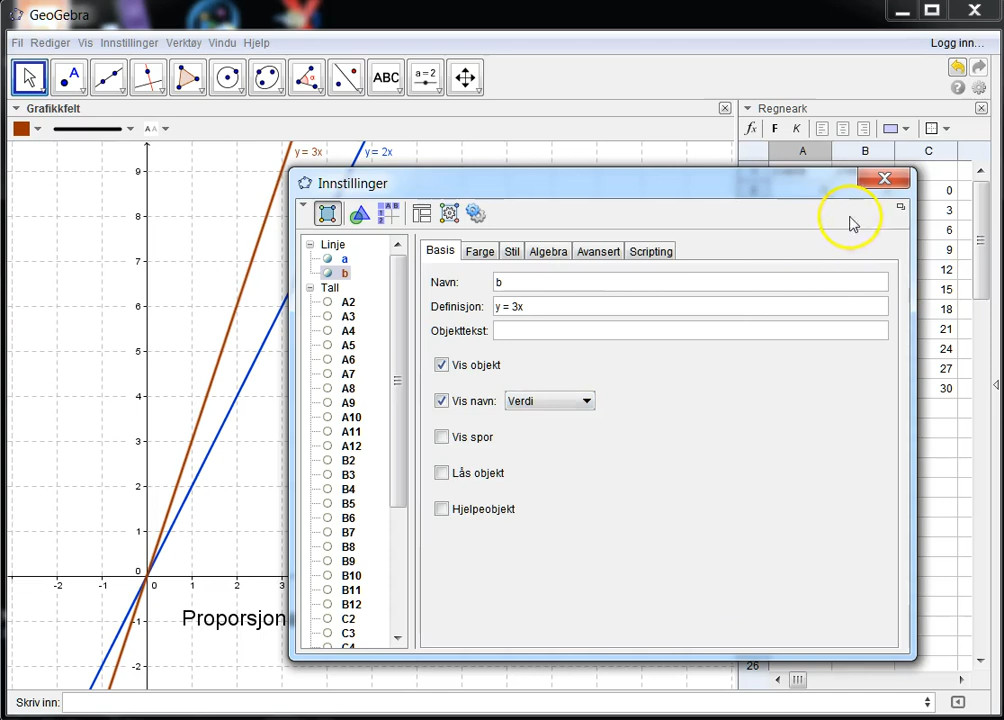 GeoGebra
Fil Rediger Vis Innstillinger Verktøy Vindu Hjelp Logg inn...
ABC a=2
Grafikkfelt
Regneark
A A
fx F K
y = 3x y = 2x
A B C
Innstillinger
Linje
a
b
Tall
A2
A3
A4
A5
A6
A7
A8
A9
A10
A11
A12
B2
B3
B4
B5
B6
B7
B8
B9
B10
B11
B12
C2
C3
C4
Basis Farge Stil Algebra Avansert Scripting
Navn: b
Definisjon: y = 3x
Objekttekst:
Vis objekt
Vis navn: Verdi
Vis spor
Lås objekt
Hjelpeobjekt
0
3
6
9
12
15
18
21
24
27
30
26
9
8
7
6
5
4
3
2
1
0
-1
-2
-2 -1 0 1 2 3
Proporsjon
Skriv inn: